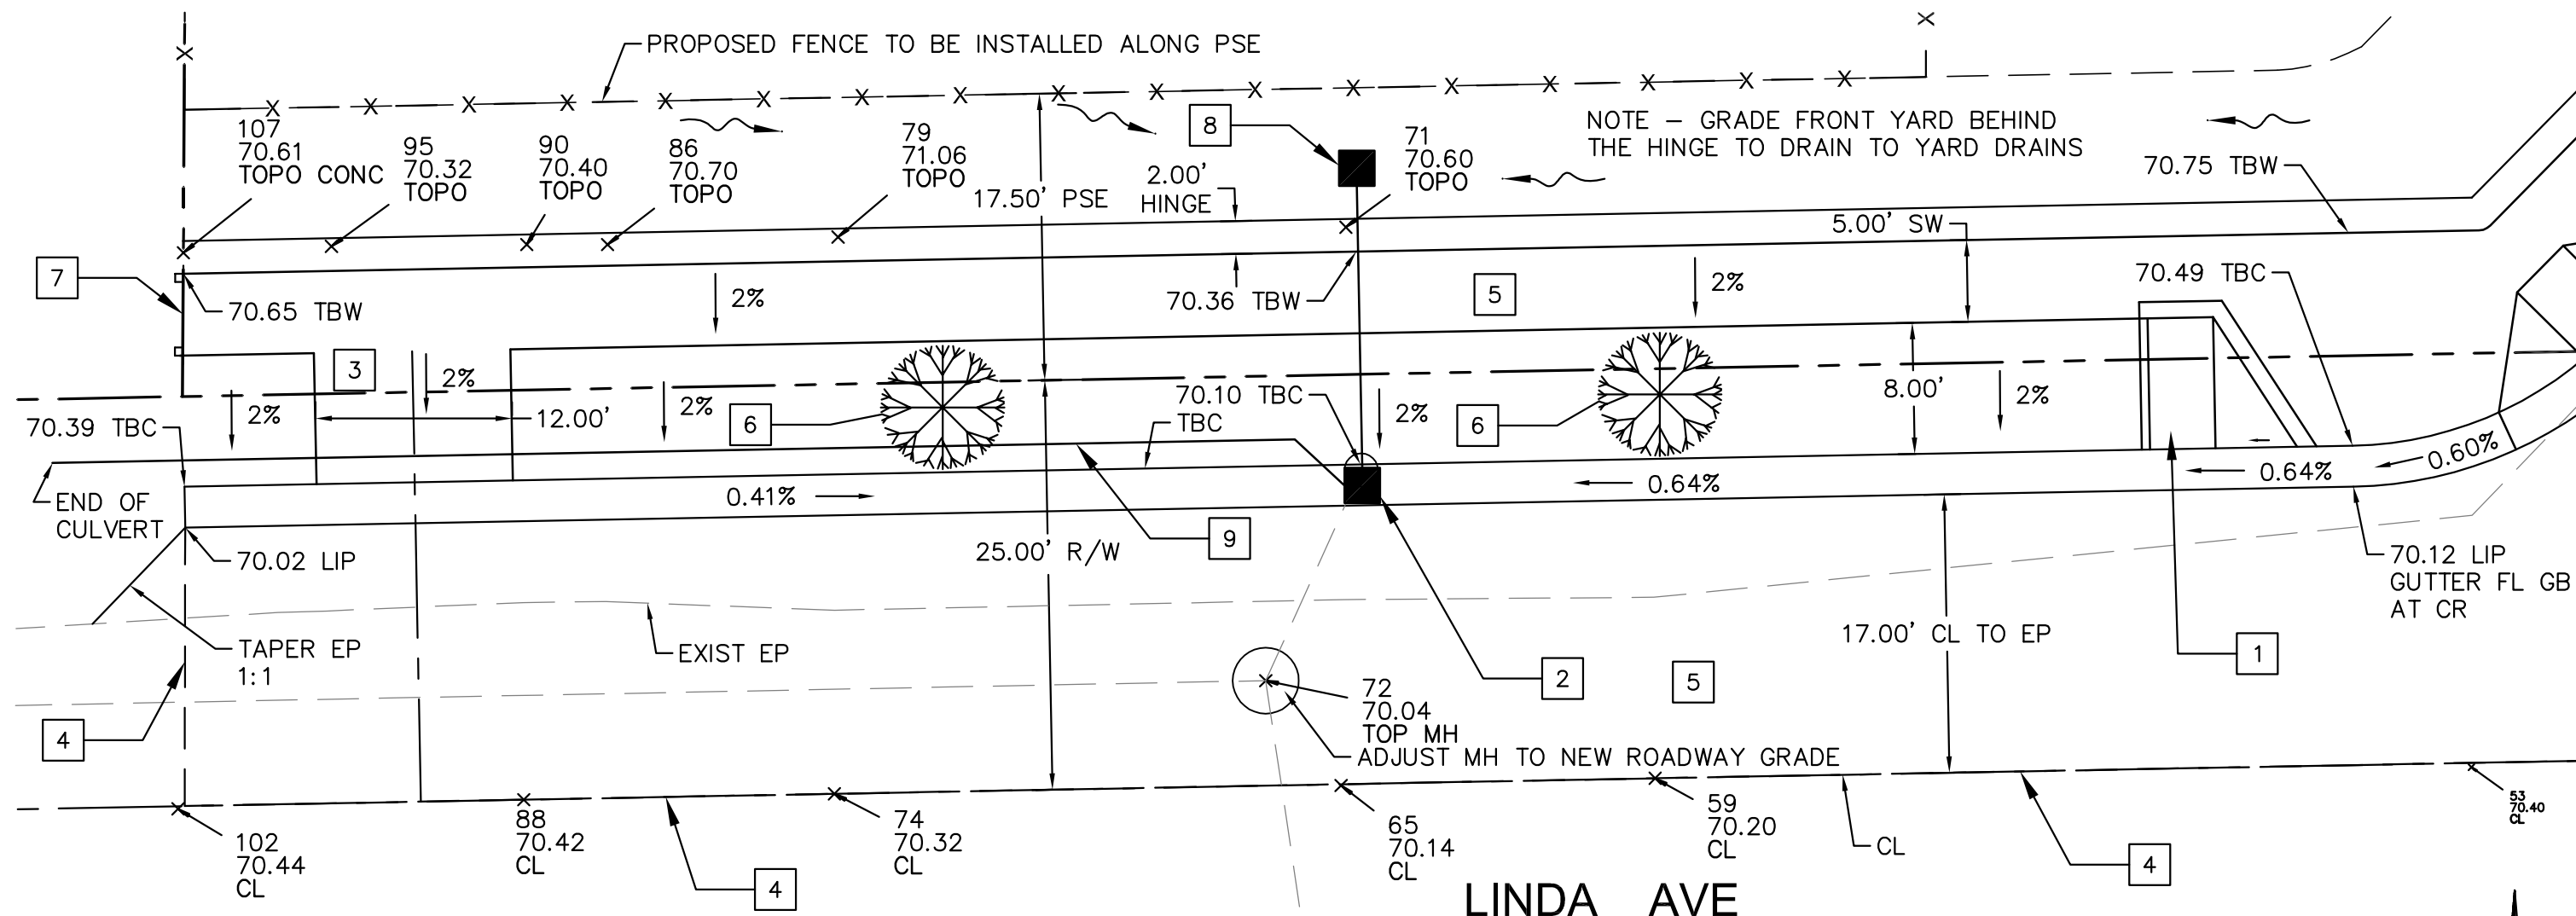 PROPOSED FENCE TO BE INSTALLED ALONG PSE
107
70.61
TOPO CONC
95
70.32
TOPO
90
70.40
TOPO
86
70.70
TOPO
79
71.06
TOPO
17.50' PSE
2.00'
HINGE
8
71
70.60
TOPO
NOTE – GRADE FRONT YARD BEHIND
THE HINGE TO DRAIN TO YARD DRAINS
70.75 TBW
5.00' SW
7
70.65 TBW
2%
70.36 TBW
5
2%
70.49 TBC
3
2%
70.39 TBC
2%
12.00'
2%
6
70.10 TBC
TBC
2%
6
8.00'
2%
END OF
CULVERT
0.41%
0.64%
0.64%
0.60%
70.02 LIP
25.00' R/W
9
70.12 LIP
GUTTER FL GB
AT CR
TAPER EP
1:1
EXIST EP
17.00' CL TO EP
1
2
5
72
70.04
TOP MH
ADJUST MH TO NEW ROADWAY GRADE
4
102
70.44
CL
88
70.42
CL
74
70.32
CL
4
65
70.14
CL
59
70.20
CL
CL
4
53
70.40
CL
LINDA AVE